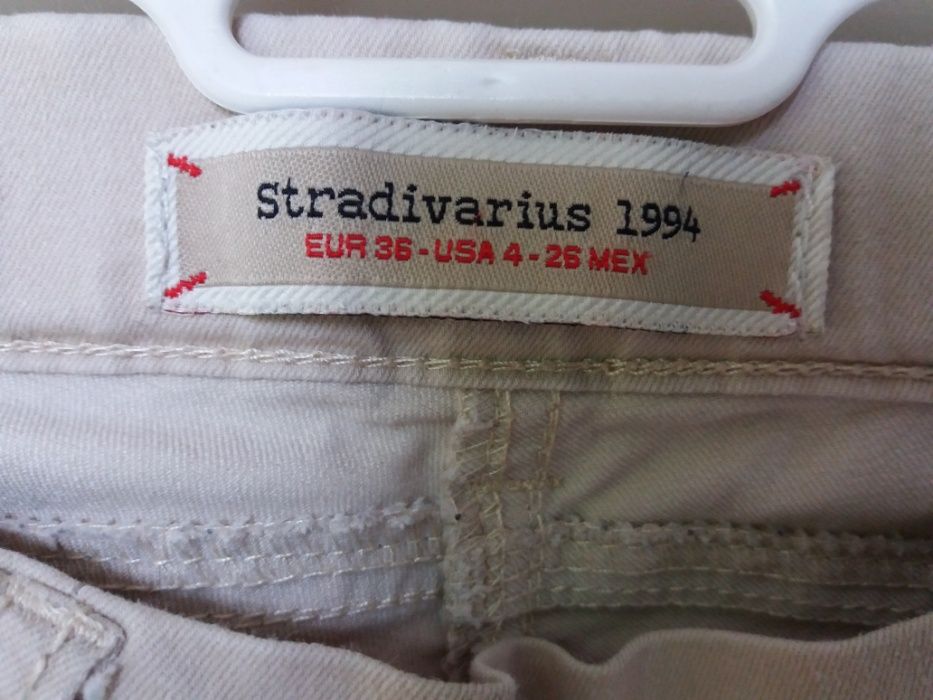 stradivarius 1994
EUR 36 - USA 4 - 26 MEX